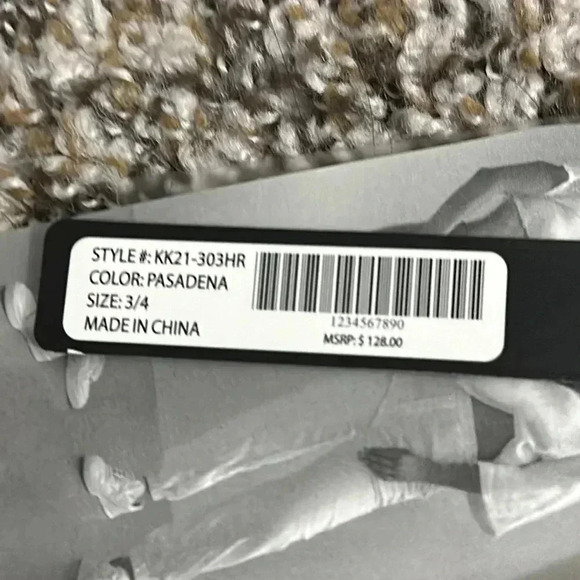 STYLE #: KK21-303HR
COLOR: PASADENA
SIZE: 3/4
MADE IN CHINA
1234567890
MSRP: $ 128.00